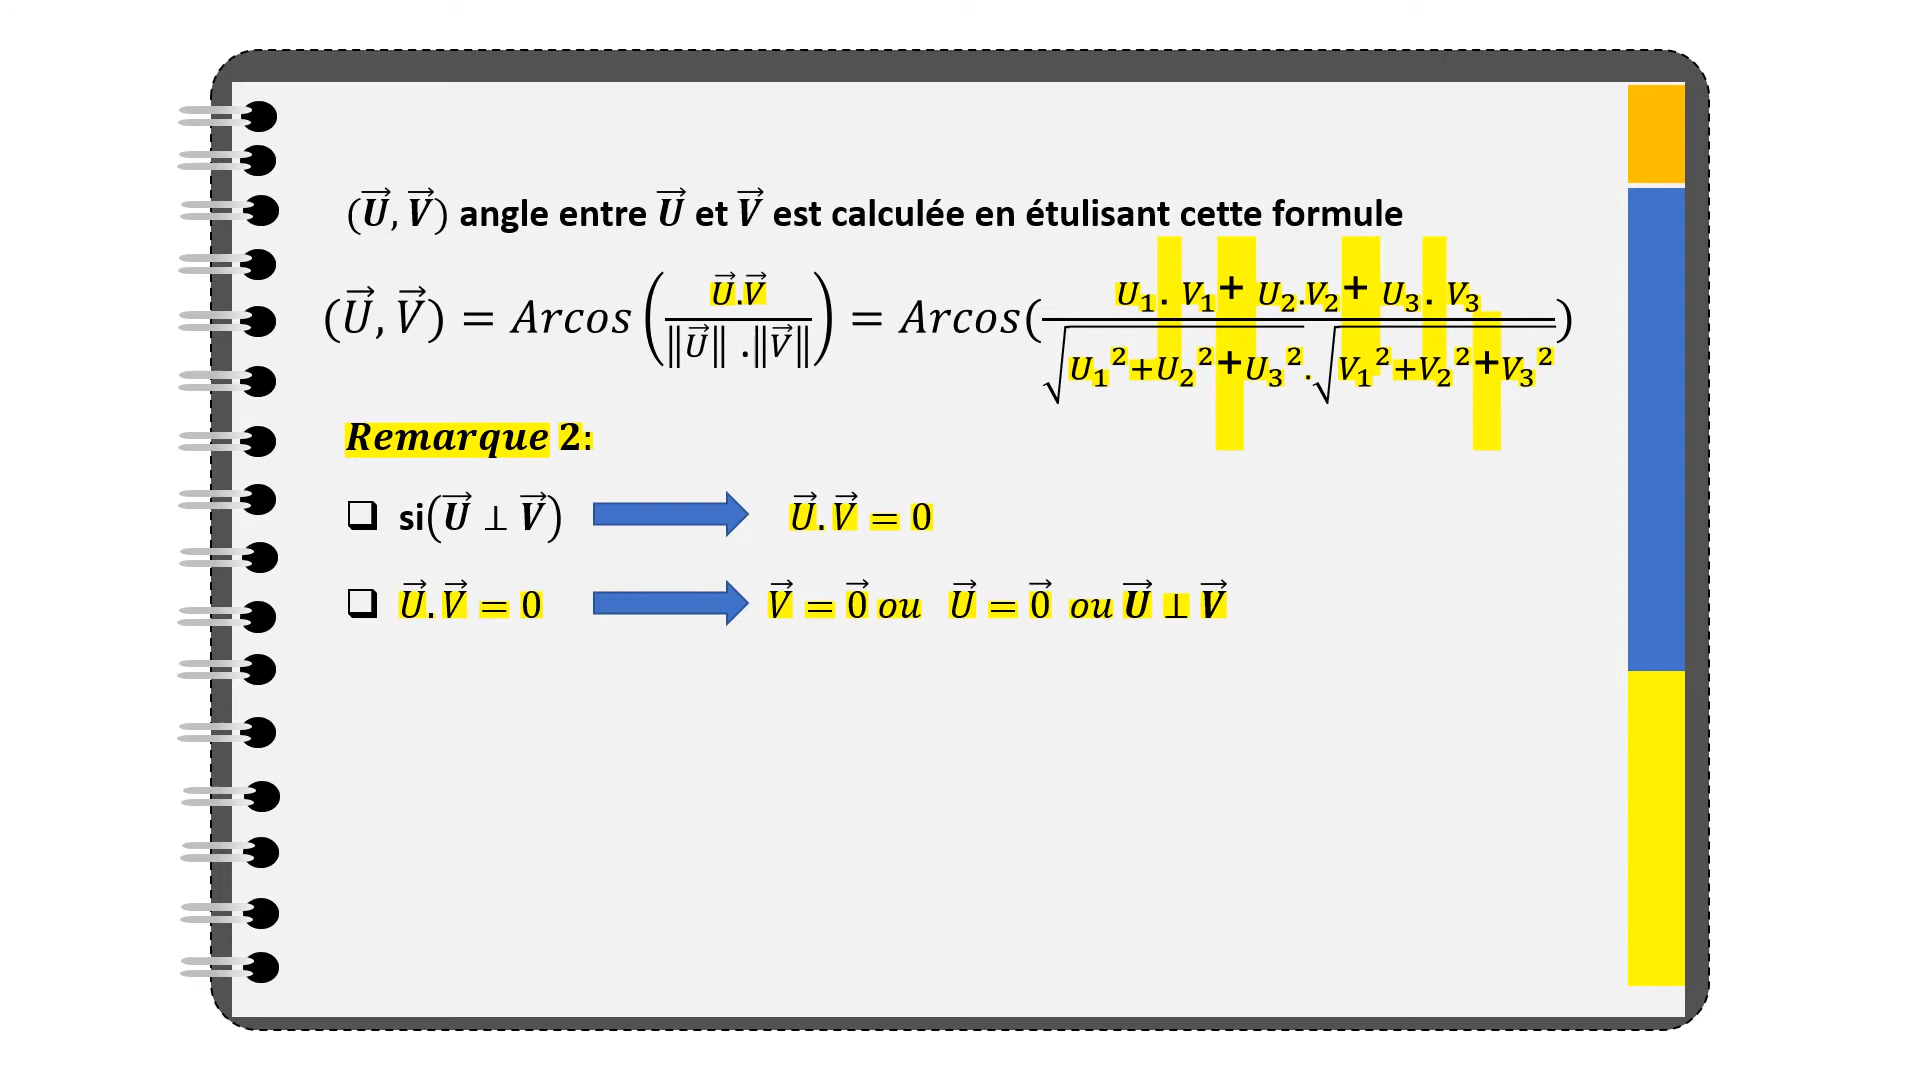 (U⃗, V⃗) angle entre U⃗ et V⃗ est calculée en étulisant cette formule
(U⃗, V⃗) = Arcos (U⃗.V⃗ / ‖U⃗‖ .‖V⃗‖) = Arcos(U₁. V₁+ U₂.V₂+ U₃. V₃ / √(U₁²+U₂²+U₃²).√(V₁²+V₂²+V₃²))
Remarque 2:
❑ si(U⃗ ⊥ V⃗) U⃗. V⃗ = 0
❑ U⃗. V⃗ = 0 V⃗ = 0⃗ ou U⃗ = 0⃗ ou U⃗ ⊥ V⃗